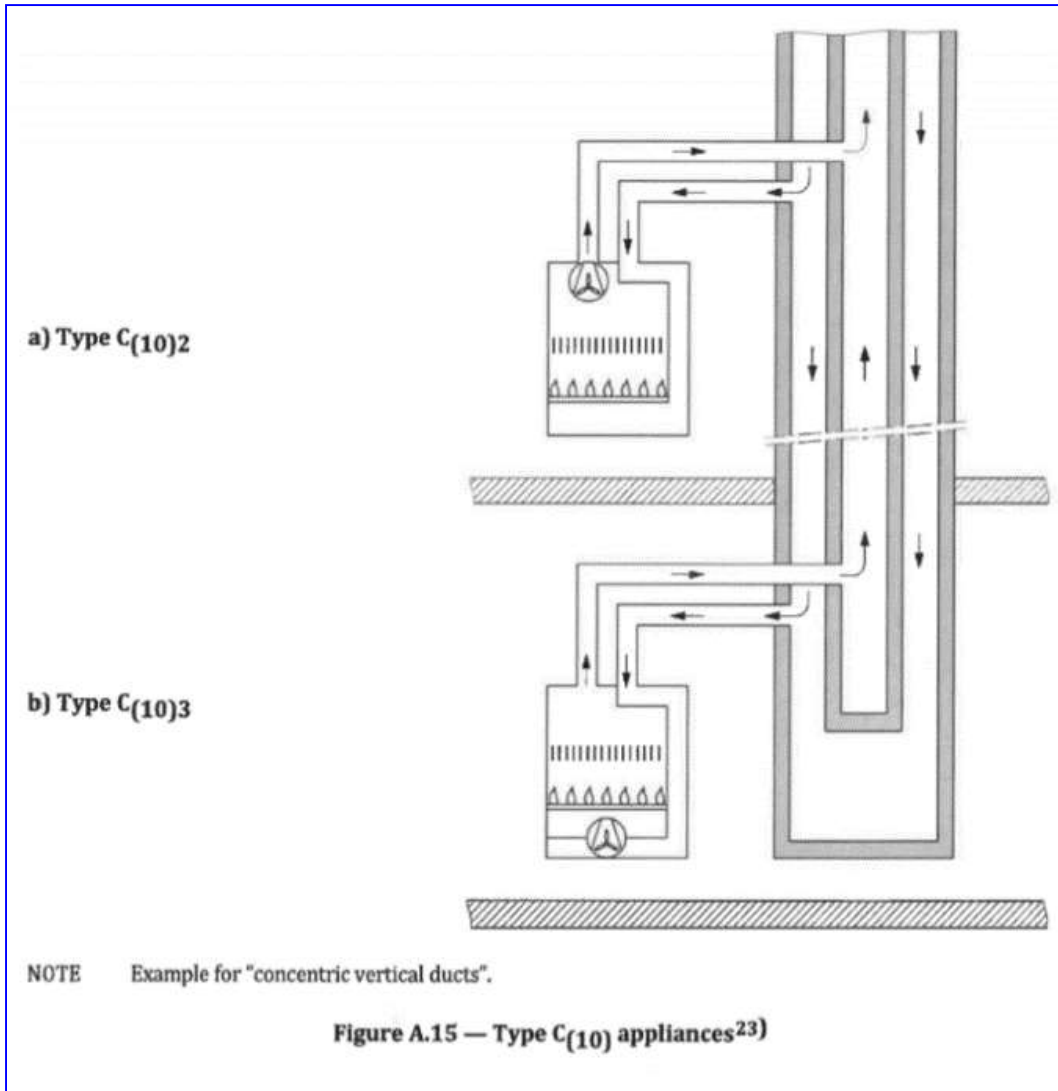 a) Type C(10)2
b) Type C(10)3
NOTE Example for "concentric vertical ducts".
Figure A.15 — Type C(10) appliances23)